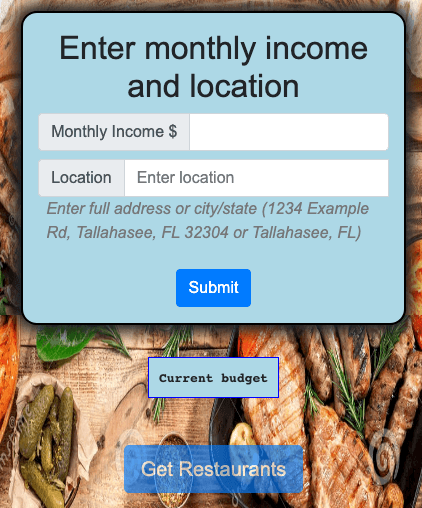 Enter monthly income
and location
Monthly Income $
Location Enter location
Enter full address or city/state (1234 Example
Rd, Tallahasee, FL 32304 or Tallahasee, FL)
Submit
Current budget
Get Restaurants